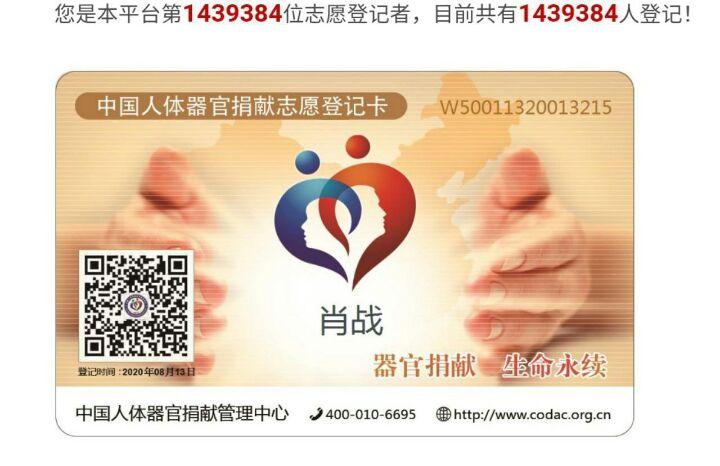 您是本平台第1439384位志愿登记者，目前共有1439384人登记！
中国人体器官捐献志愿登记卡 W50011320013215
肖战
登记时间：2020年08月13日
器官捐献 生命永续
中国人体器官捐献管理中心 400-010-6695 http://www.codac.org.cn